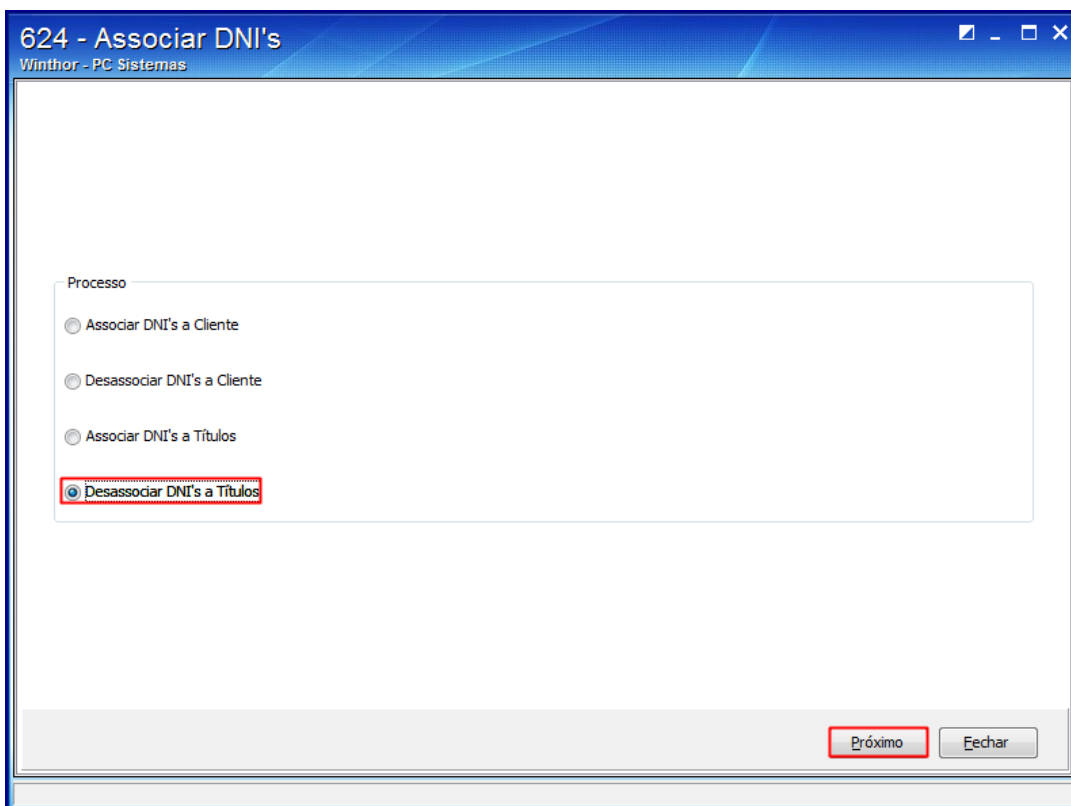 624 - Associar DNI's
Winthor - PC Sistemas
Processo
Associar DNI's a Cliente
Desassociar DNI's a Cliente
Associar DNI's a Títulos
Desassociar DNI's a Títulos
Próximo
Fechar